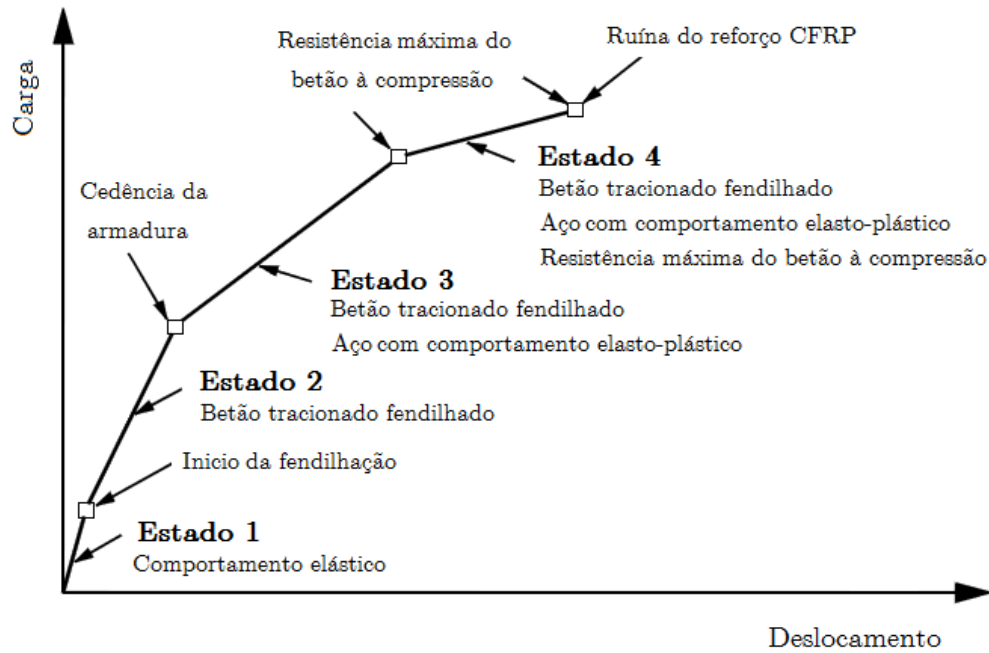 Carga
Resistência máxima do
betão à compressão
Ruína do reforço CFRP
Estado 4
Betão tracionado fendilhado
Aço com comportamento elasto-plástico
Resistência máxima do betão à compressão
Cedência da
armadura
Estado 3
Betão tracionado fendilhado
Aço com comportamento elasto-plástico
Estado 2
Betão tracionado fendilhado
Inicio da fendilhação
Estado 1
Comportamento elástico
Deslocamento